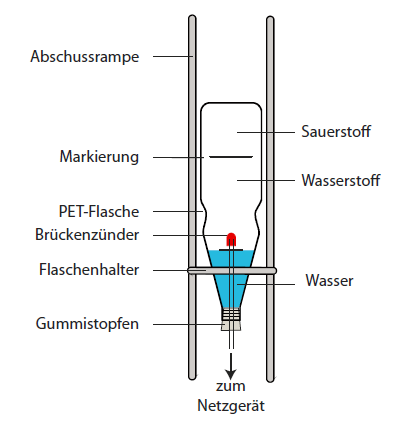 Abschussrampe
Sauerstoff
Markierung
Wasserstoff
PET-Flasche
Brückenzünder
Flaschenhalter
Wasser
Gummistopfen
zum
Netzgerät